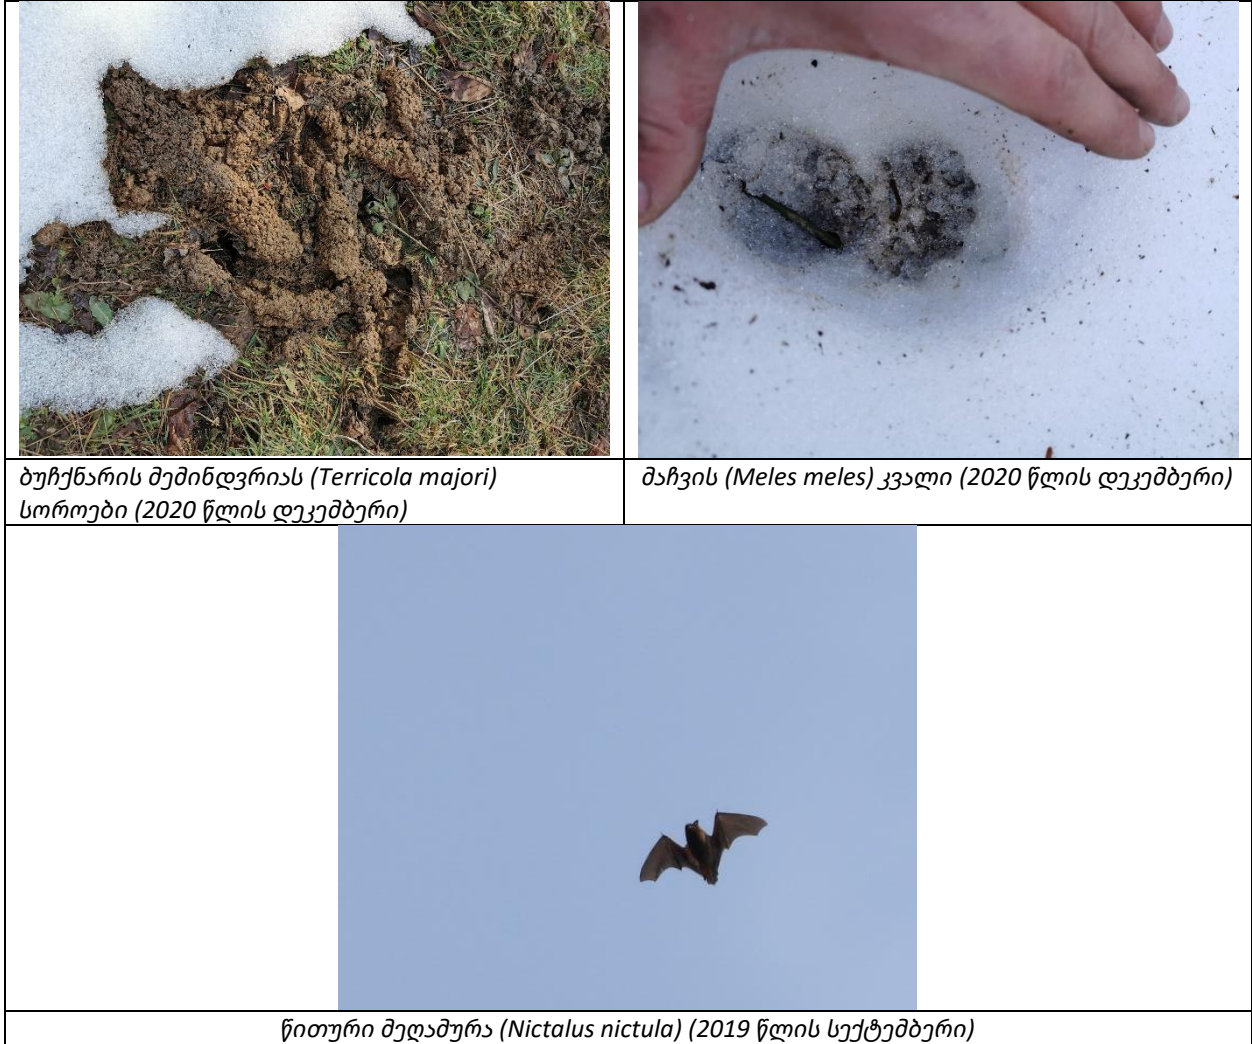 ბუჩქნარის მემინდვრიას (Terricola majori)
სოროები (2020 წლის დეკემბერი)
მაჩვის (Meles meles) კვალი (2020 წლის დეკემბერი)
წითური მეღამურა (Nictalus nictula) (2019 წლის სექტემბერი)